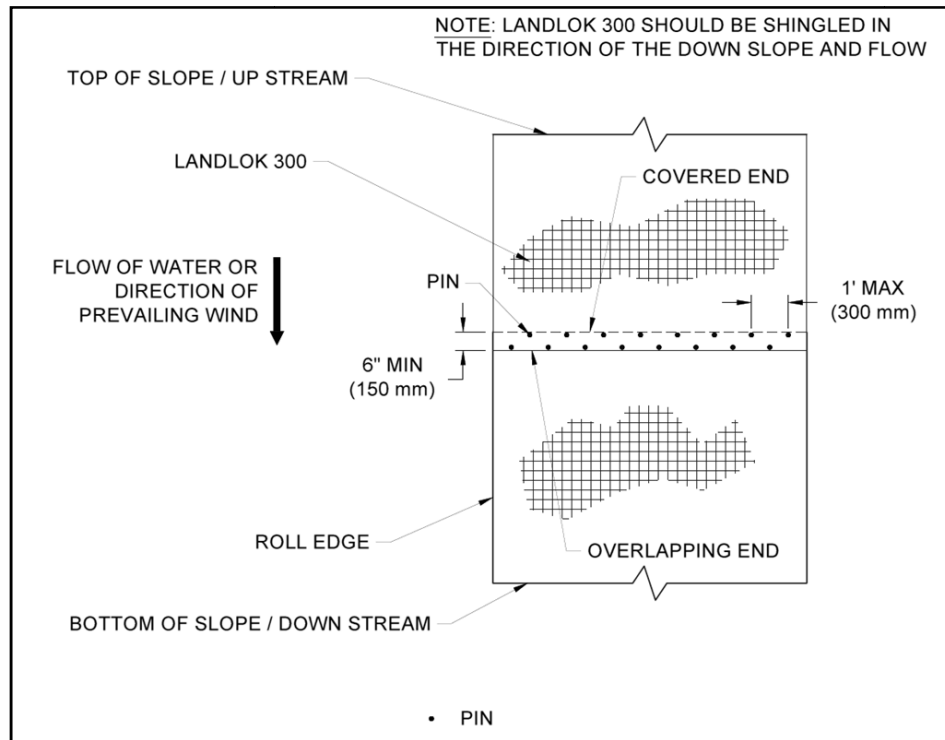 NOTE: LANDLOK 300 SHOULD BE SHINGLED IN
THE DIRECTION OF THE DOWN SLOPE AND FLOW
TOP OF SLOPE / UP STREAM
LANDLOK 300
COVERED END
FLOW OF WATER OR
DIRECTION OF
PREVAILING WIND
PIN
1' MAX
(300 mm)
6" MIN
(150 mm)
ROLL EDGE
OVERLAPPING END
BOTTOM OF SLOPE / DOWN STREAM
• PIN